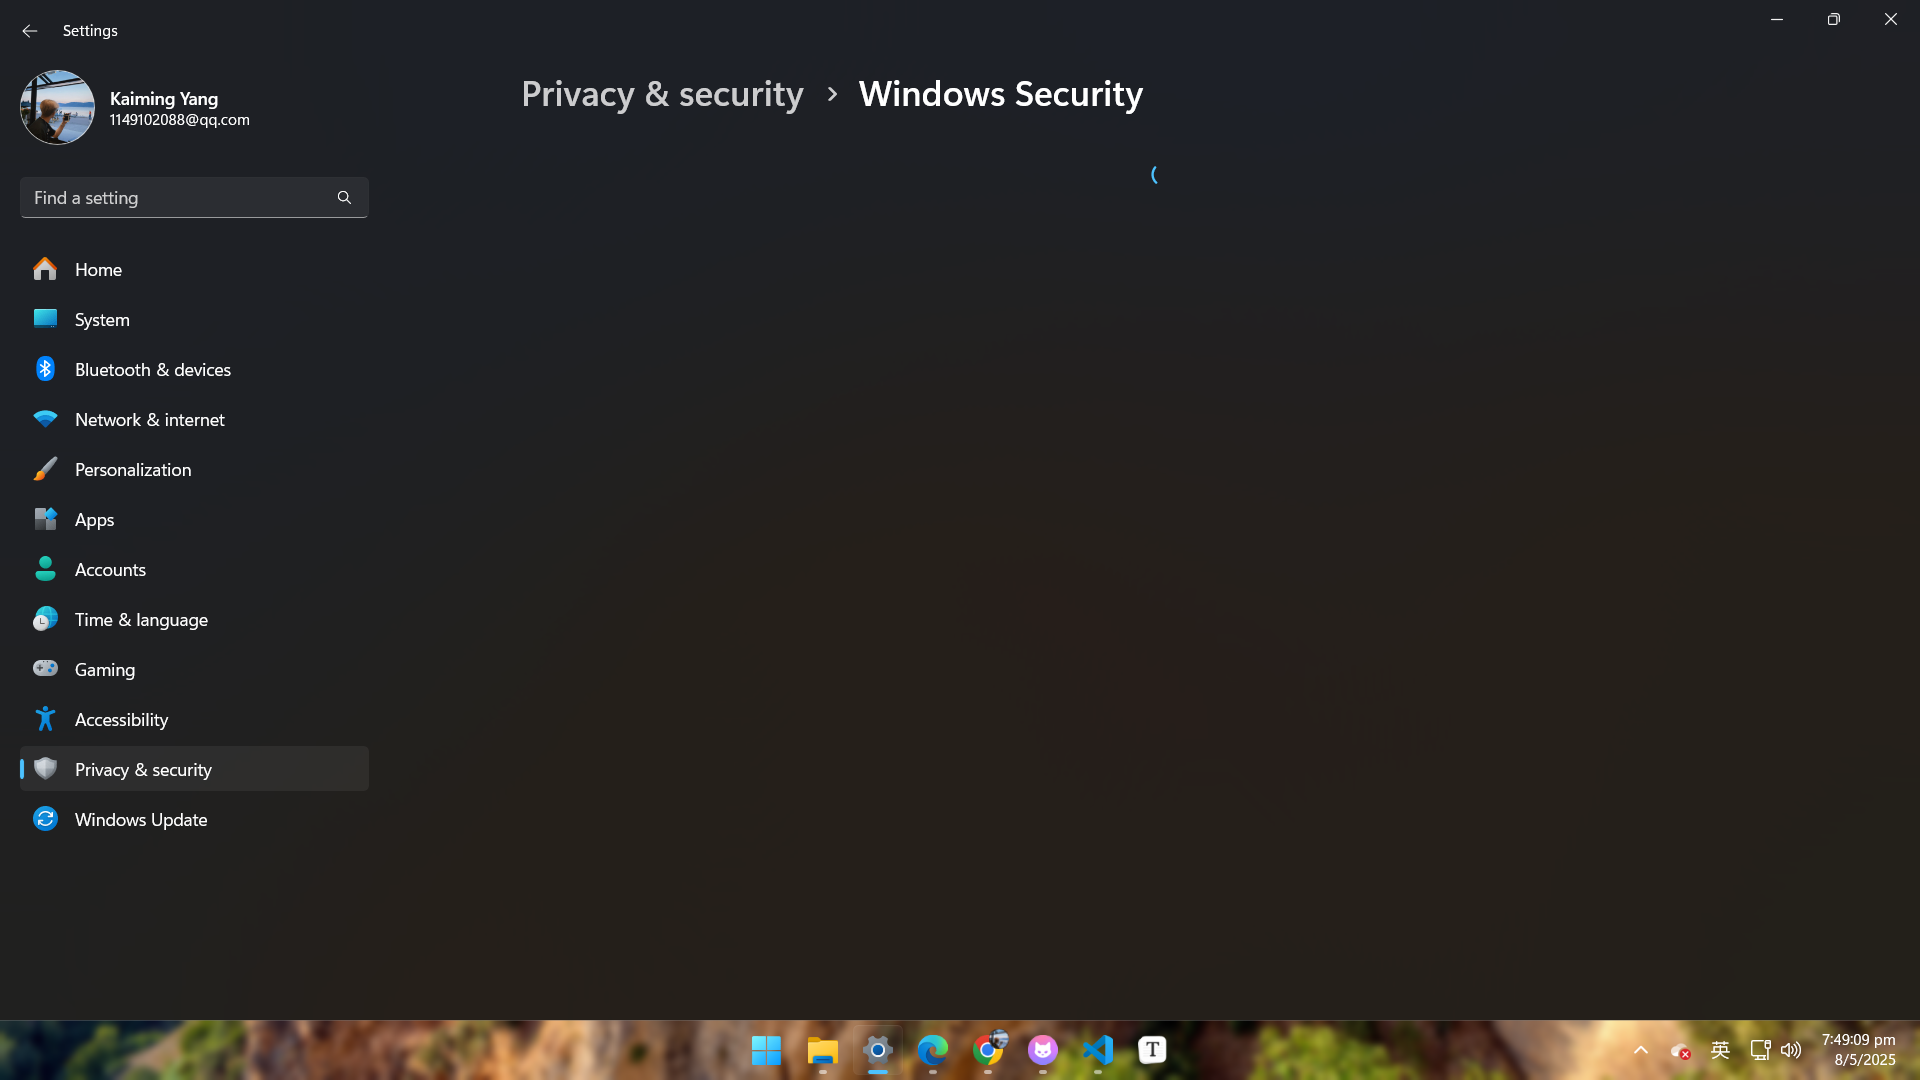 Settings
Kaiming Yang
1149102088@qq.com
Privacy & security > Windows Security
Find a setting
Home
System
Bluetooth & devices
Network & internet
Personalization
Apps
Accounts
Time & language
Gaming
Accessibility
Privacy & security
Windows Update
T
英
7:49:09 pm
8/5/2025